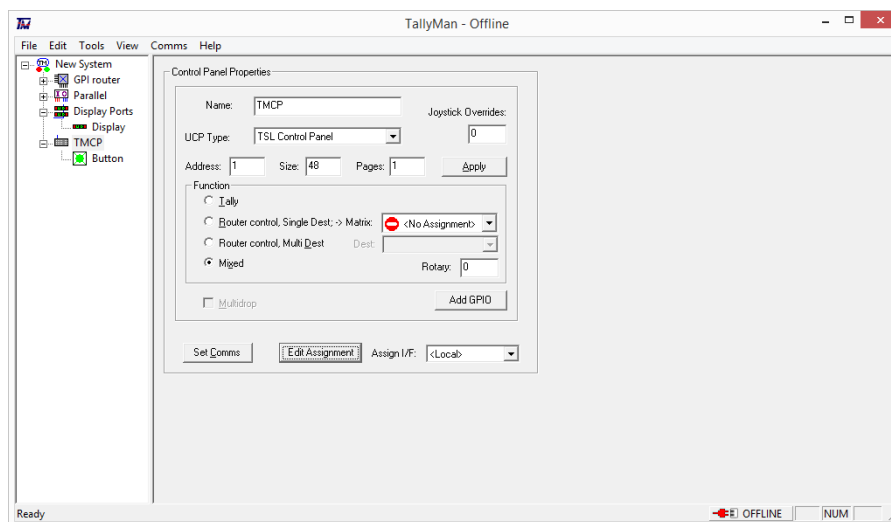 TallyMan - Offline
File Edit Tools View Comms Help
New System
GPI router
Parallel
Display Ports
Display
TMCP
Button
Control Panel Properties
Name: TMCP
Joystick Overrides:
0
UCP Type: TSL Control Panel
Address: 1 Size: 48 Pages: 1 Apply
Function
Tally
Router control, Single Dest; -> Matrix: <No Assignment>
Router control, Multi Dest Dest:
Mixed
Rotary: 0
Multidrop
Add GPIO
Set Comms Edit Assignment Assign I/F: <Local>
Ready OFFLINE NUM